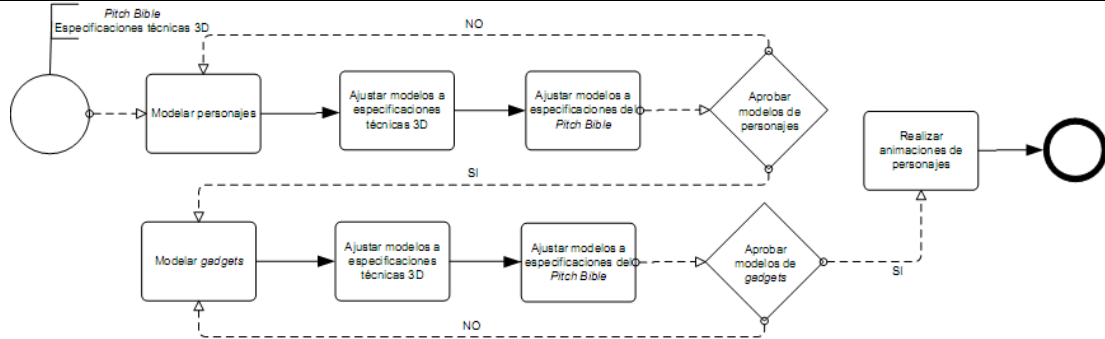 Pitch Bible
Especificaciones técnicas 3D
NO
Modelar personajes
Ajustar modelos a
especificaciones
técnicas 3D
Ajustar modelos a
especificaciones del
Pitch Bible
Aprobar
modelos de
personajes
Realizar
animaciones de
personajes
SI
Modelar gadgets
Ajustar modelos a
especificaciones
técnicas 3D
Ajustar modelos a
especificaciones del
Pitch Bible
Aprobar
modelos de
gadgets
SI
NO